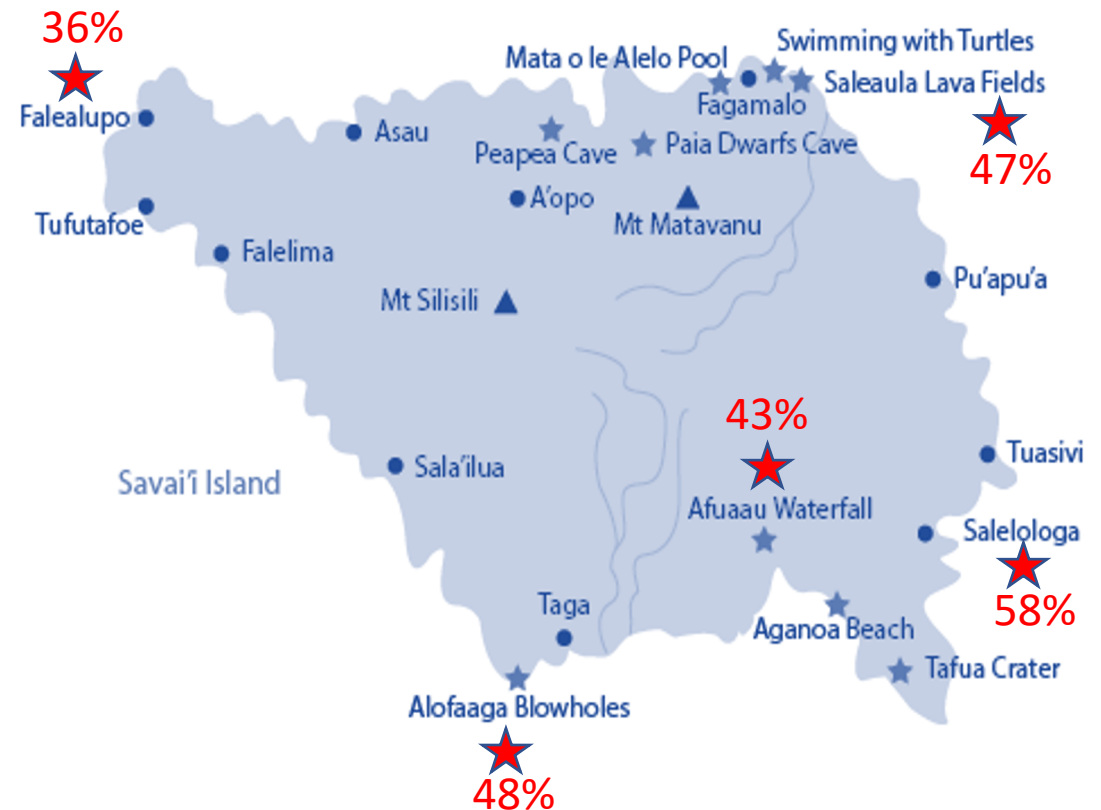 36%
Swimming with Turtles
Mata o le Alelo Pool
Saleaula Lava Fields
Fagamalo
Falealupo
Asau
Peapea Cave
Paia Dwarfs Cave
47%
A'opo
Tufutafoe
Mt Matavanu
Falelima
Pu'apu'a
Mt Silisili
43%
Tuasivi
Sala'ilua
Savai'i Island
Afuaau Waterfall
Salelologa
58%
Taga
Aganoa Beach
Tafua Crater
Alofaaga Blowholes
48%